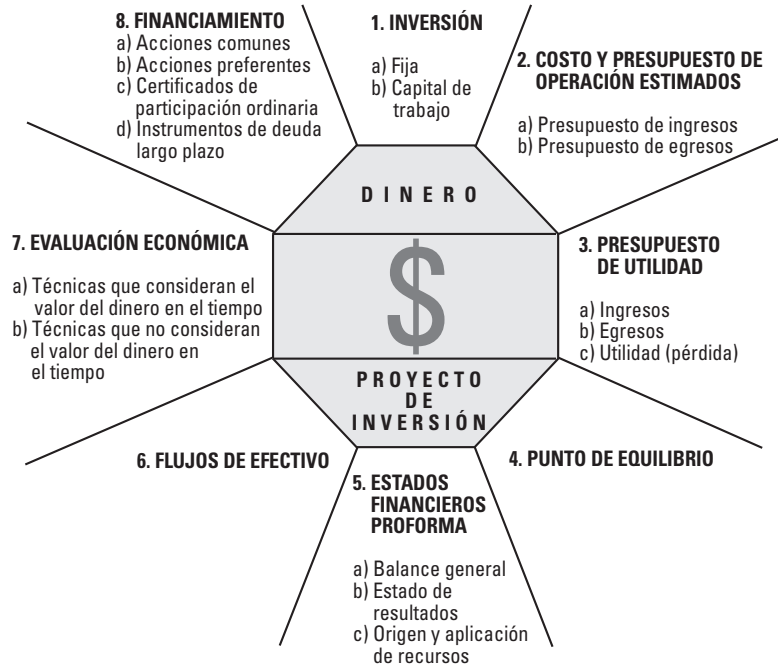 1. INVERSIÓN
a) Fija
b) Capital de
trabajo
2. COSTO Y PRESUPUESTO DE
OPERACIÓN ESTIMADOS
a) Presupuesto de ingresos
b) Presupuesto de egresos
3. PRESUPUESTO
DE UTILIDAD
a) Ingresos
b) Egresos
c) Utilidad (pérdida)
4. PUNTO DE EQUILIBRIO
5. ESTADOS
FINANCIEROS
PROFORMA
a) Balance general
b) Estado de
resultados
c) Origen y aplicación
de recursos
6. FLUJOS DE EFECTIVO
7. EVALUACIÓN ECONÓMICA
a) Técnicas que consideran el
valor del dinero en el tiempo
b) Técnicas que no consideran
el valor del dinero en
el tiempo
8. FINANCIAMIENTO
a) Acciones comunes
b) Acciones preferentes
c) Certificados de
participación ordinaria
d) Instrumentos de deuda
largo plazo
DINERO
$
PROYECTO
DE
INVERSIÓN